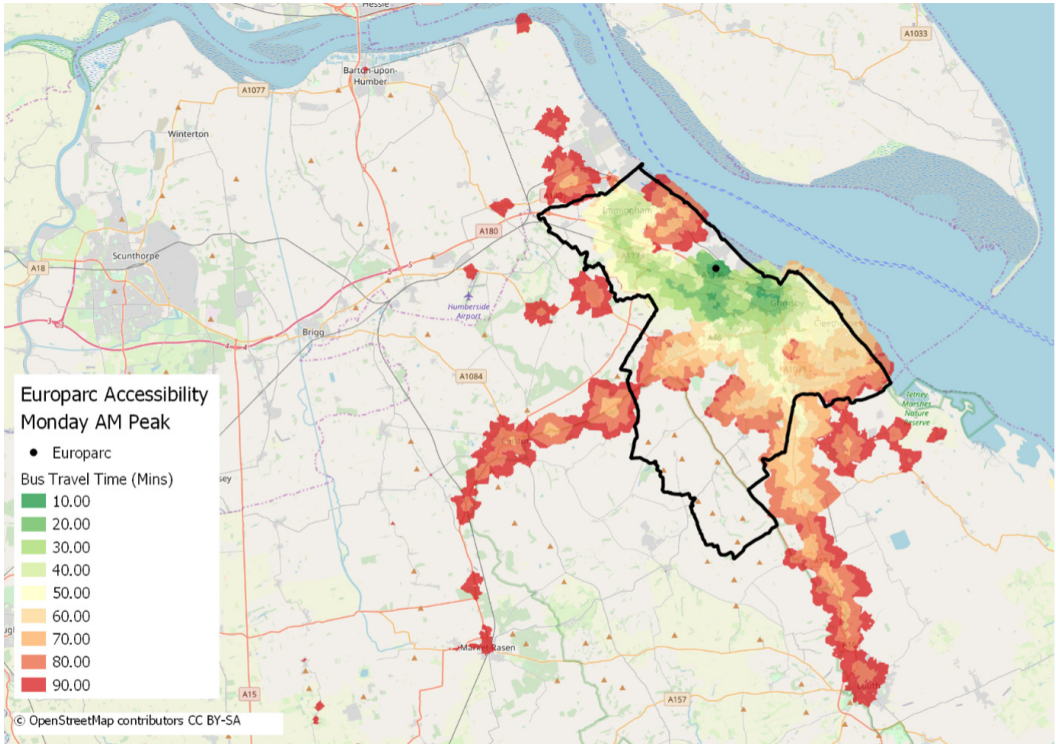 Hessle
A1033
Barton-upon-
Humber
A1077
Winterton
Immingham
A180
Scunthorpe
A18
Humberside
Airport
Grimsby
Brigg
A1084
Tetney
Marshes
Nature
Reserve
Europarc Accessibility
Monday AM Peak
Europarc
Bus Travel Time (Mins)
10.00
20.00
30.00
40.00
50.00
60.00
70.00
80.00
90.00
sey
Market Rasen
Louth
A15
A157
© OpenStreetMap contributors CC BY-SA